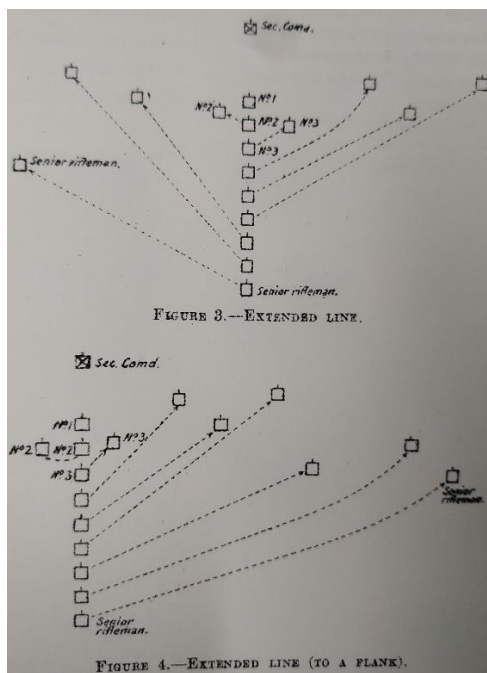 Sec. Comd.
Nº1
Nº2
Nº2
Nº3
Nº3
Senior rifleman.
Senior rifleman.
FIGURE 3.—EXTENDED LINE.
Sec. Comd.
Nº1
Nº2
Nº2
Nº3.
Nº3
Senior
rifleman.
Senior
rifleman.
FIGURE 4.—EXTENDED LINE (TO A FLANK).